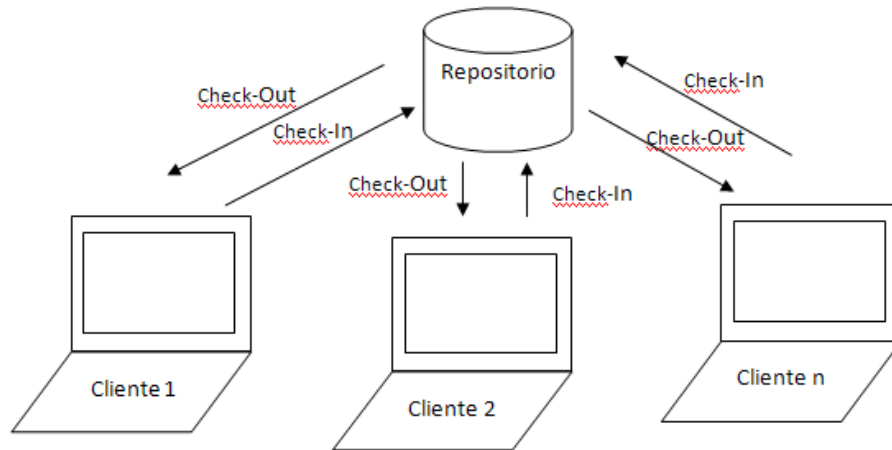 Repositorio
Check-Out
Check-In
Check-In
Check-Out
Check-Out
Check-In
Cliente 1
Cliente 2
Cliente n